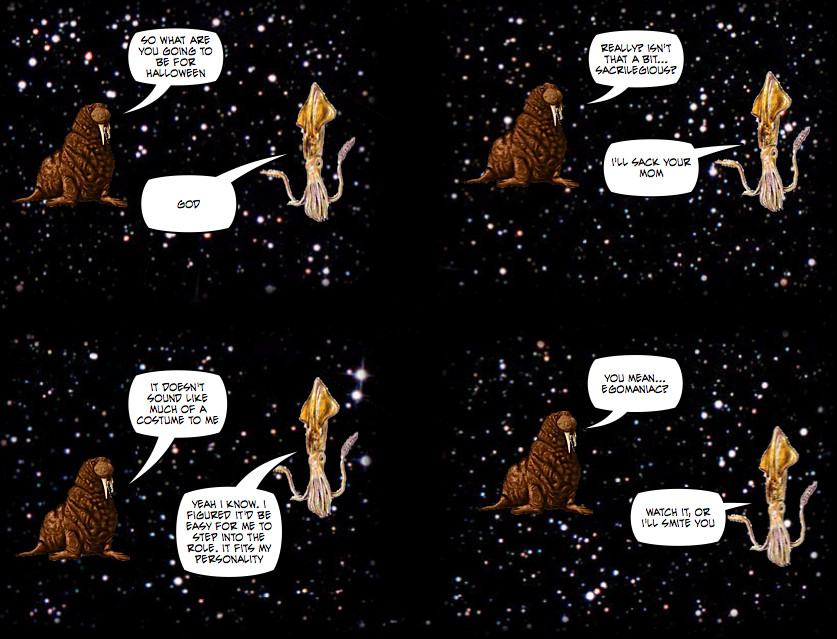 SO WHAT ARE
YOU GOING TO
BE FOR
HALLOWEEN
GOD
REALLY? ISN'T
THAT A BIT...
SACRILEGIOUS?
I'LL SACK YOUR
MOM
IT DOESN'T
SOUND LIKE
MUCH OF A
COSTUME TO ME
YEAH I KNOW. I
FIGURED IT'D BE
EASY FOR ME TO
STEP INTO THE
ROLE. IT FITS MY
PERSONALITY
YOU MEAN...
EGOMANIAC?
WATCH IT, OR
I'LL SMITE YOU